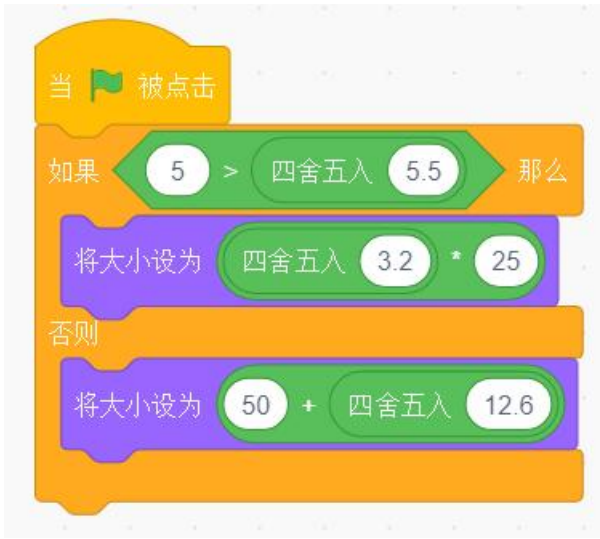 当 被点击
如果 5 > 四舍五入 5.5 那么
将大小设为 四舍五入 3.2 * 25
否则
将大小设为 50 + 四舍五入 12.6